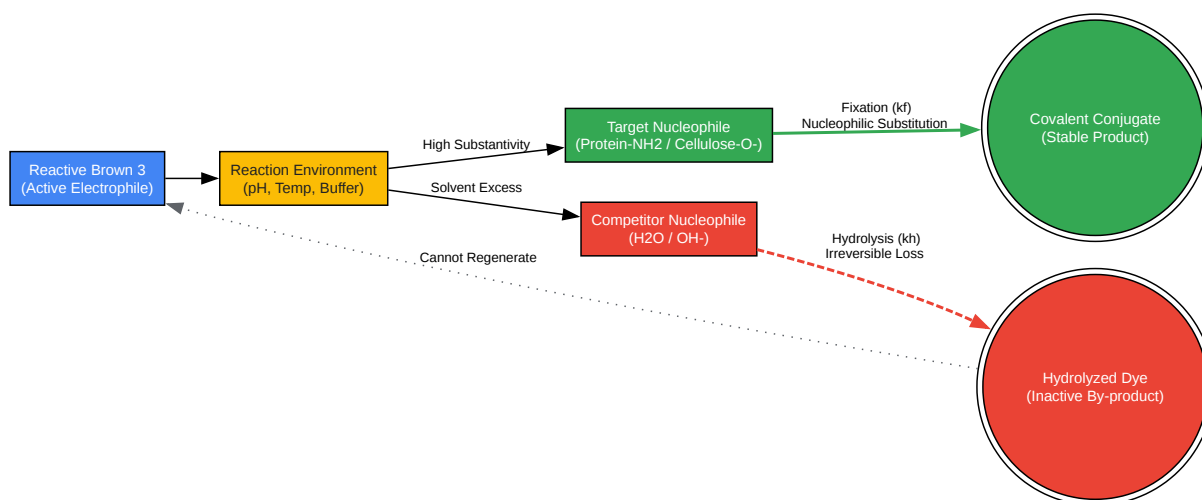 Reactive Brown 3
(Active Electrophile)
Reaction Environment
(pH, Temp, Buffer)
High Substantivity
Solvent Excess
Target Nucleophile
(Protein-NH2 / Cellulose-O-)
Competitor Nucleophile
(H2O / OH-)
Fixation (kf)
Nucleophilic Substitution
Hydrolysis (kh)
Irreversible Loss
Cannot Regenerate
Covalent Conjugate
(Stable Product)
Hydrolyzed Dye
(Inactive By-product)